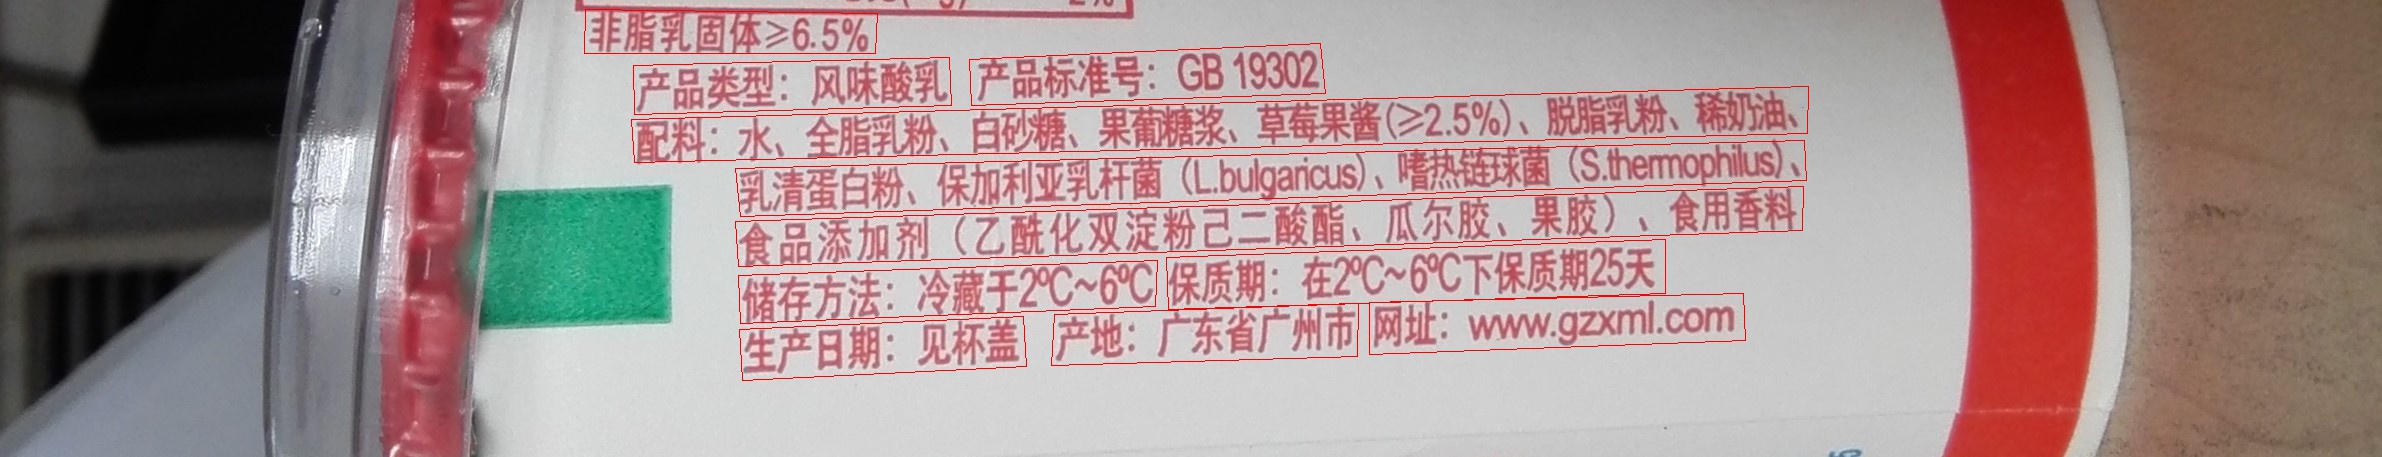 非脂乳固体≥6.5%
产品类型：风味酸乳 产品标准号：GB 19302
配料：水、全脂乳粉、白砂糖、果葡糖浆、草莓果酱(≥2.5%)、脱脂乳粉、稀奶油、
乳清蛋白粉、保加利亚乳杆菌（L.bulgaricus）、嗜热链球菌（S.thermophilus)、
食品添加剂（乙酰化双淀粉己二酸酯、瓜尔胶、果胶）、食用香料
储存方法：冷藏于2ºC~6ºC 保质期：在2ºC~6ºC下保质期25天
生产日期：见杯盖 产地：广东省广州市 网址：www.gzxml.com